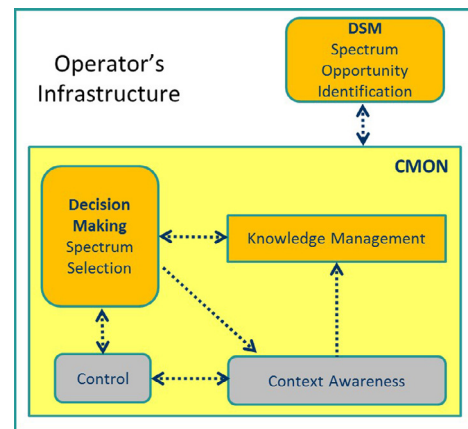 DSM
Spectrum
Opportunity
Identification
Operator's
Infrastructure
CMON
Decision
Making
Spectrum
Selection
Knowledge Management
Control
Context Awareness